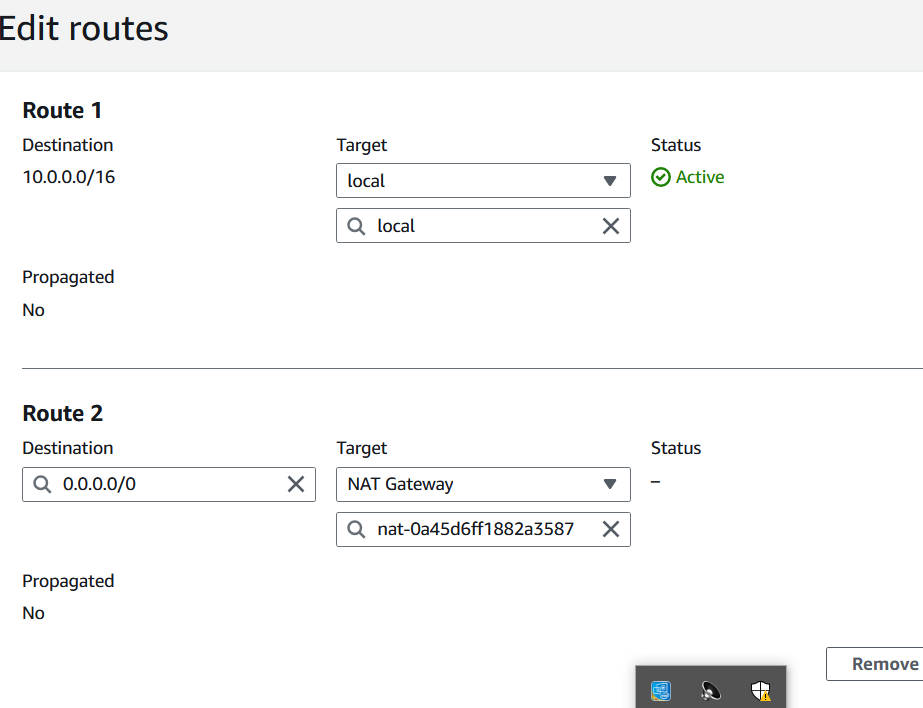 Edit routes
Route 1
Destination Target Status
10.0.0.0/16 local Active
local
Propagated
No
Route 2
Destination Target Status
0.0.0.0/0 NAT Gateway –
nat-0a45d6ff1882a3587
Propagated
No
Remove